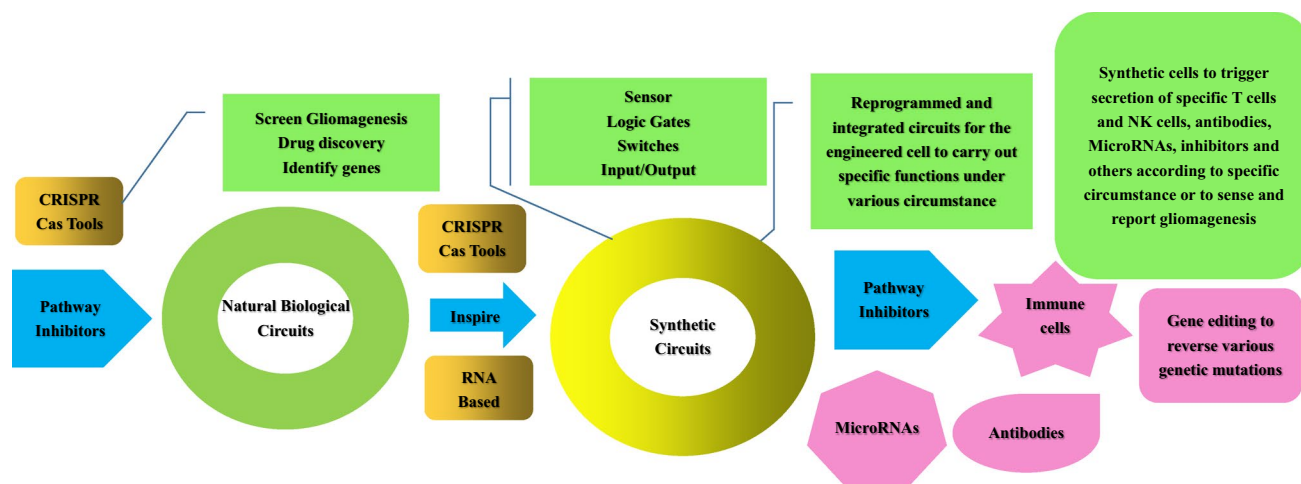 CRISPR
Cas Tools
Screen Gliomagenesis
Drug discovery
Identify genes
Pathway
Inhibitors
Natural Biological
Circuits
CRISPR
Cas Tools
Inspire
RNA
Based
Sensor
Logic Gates
Switches
Input/Output
Synthetic
Circuits
Reprogrammed and
integrated circuits for the
engineered cell to carry out
specific functions under
various circumstance
Synthetic cells to trigger
secretion of specific T cells
and NK cells, antibodies,
MicroRNAs, inhibitors and
others according to specific
circumstance or to sense and
report gliomagenesis
Pathway
Inhibitors
Immune
cells
Gene editing to
reverse various
genetic mutations
MicroRNAs
Antibodies